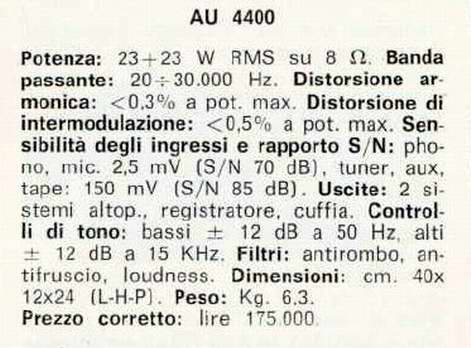 AU 4400
Potenza: 23+23 W RMS su 8 Ω. Banda
passante: 20÷30.000 Hz. Distorsione ar-
monica: <0,3% a pot. max. Distorsione di
intermodulazione: <0,5% a pot. max. Sen-
sibilità degli ingressi e rapporto S/N: pho-
no, mic. 2,5 mV (S/N 70 dB), tuner, aux,
tape: 150 mV (S/N 85 dB). Uscite: 2 si-
stemi altop., registratore, cuffia. Control-
li di tono: bassi ± 12 dB a 50 Hz, alti
± 12 dB a 15 KHz. Filtri: antirombo, an-
tifruscio, loudness. Dimensioni: cm. 40x
12x24 (L-H-P). Peso: Kg. 6,3.
Prezzo corretto: lire 175.000.